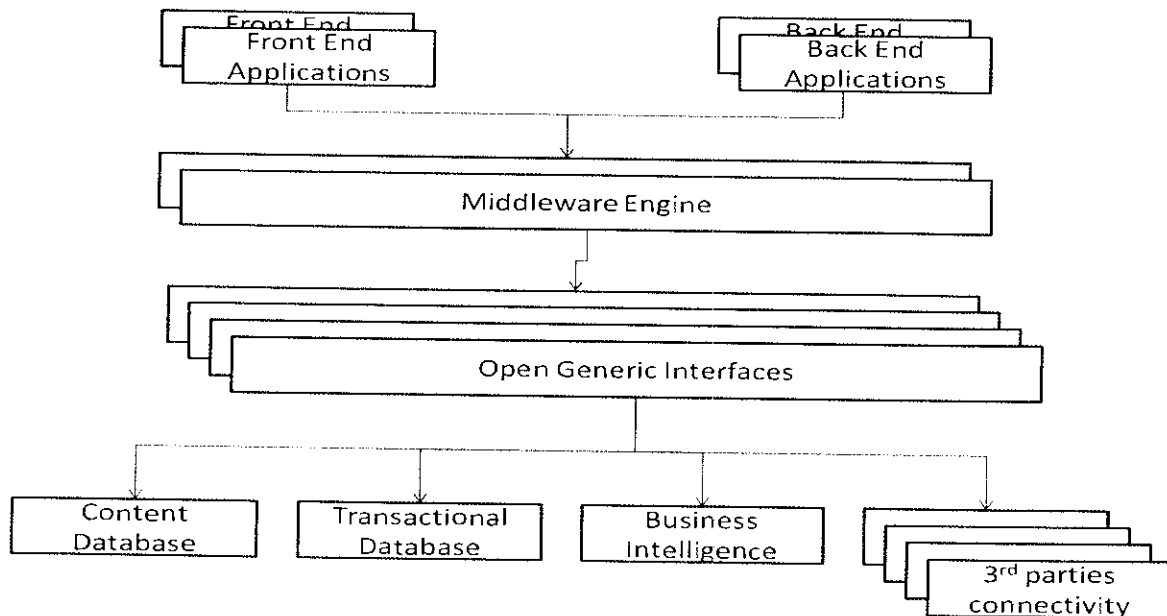 Front End
Front End
Applications
Back End
Back End
Applications
Middleware Engine
Open Generic Interfaces
Content
Database
Transactional
Database
Business
Intelligence
3rd parties
connectivity